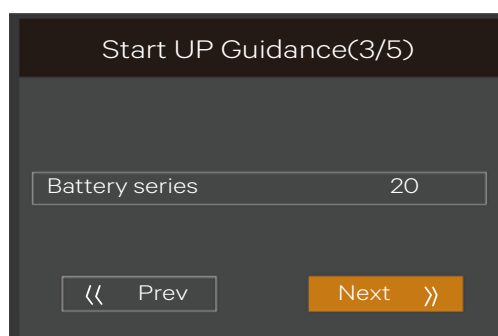 Start UP Guidance(3/5)
Battery series 20
⟨⟨ Prev Next ⟩⟩